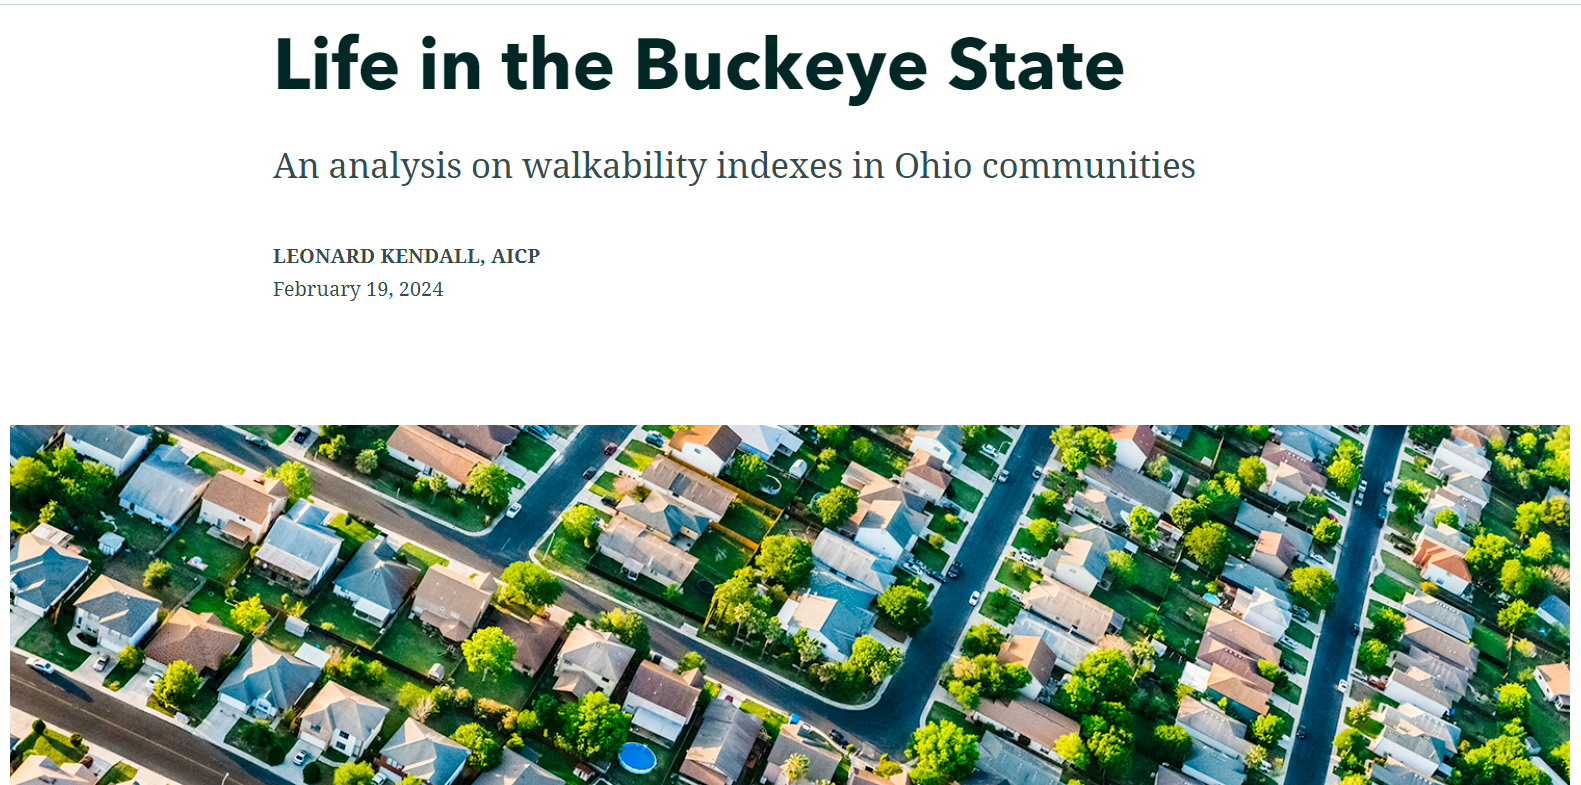 Life in the Buckeye State
An analysis on walkability indexes in Ohio communities
LEONARD KENDALL, AICP
February 19, 2024